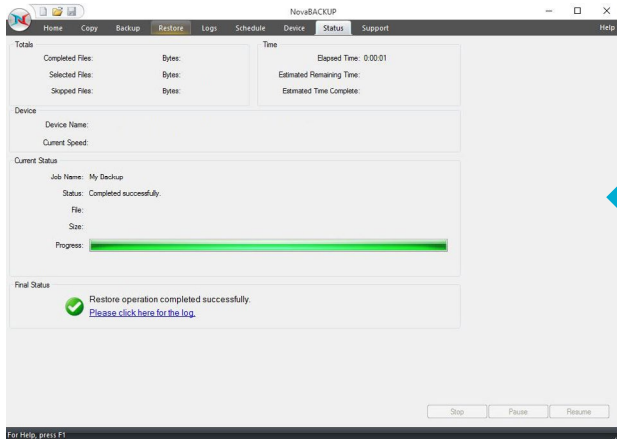 NovaBACKUP
Home Copy Backup Restore Logs Schedule Device Status Support Help
Totals
Completed Files: Bytes:
Selected Files: Bytes:
Skipped Files: Bytes:
Time
Elapsed Time: 0:00:01
Estimated Remaining Time:
Estimated Time Complete:
Device
Device Name:
Current Speed:
Current Status
Job Name: My Backup
Status: Completed successfully.
File:
Size:
Progress:
Final Status
Restore operation completed successfully.
Please click here for the log.
Stop Pause Resume
For Help, press F1